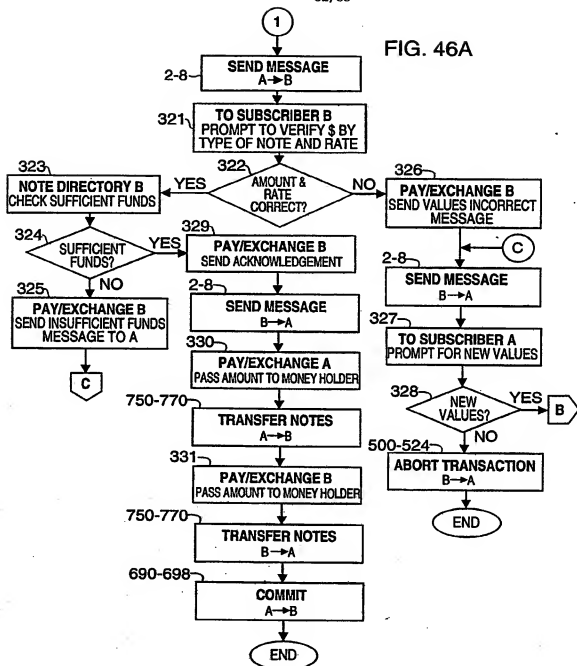 1
FIG. 46A
2-8
SEND MESSAGE
A→B
321
TO SUBSCRIBER B
PROMPT TO VERIFY $ BY
TYPE OF NOTE AND RATE
322
AMOUNT &
RATE
CORRECT?
YES
NO
323
NOTE DIRECTORY B
CHECK SUFFICIENT FUNDS
324
SUFFICIENT
FUNDS?
YES
NO
325
PAY/EXCHANGE B
SEND INSUFFICIENT FUNDS
MESSAGE TO A
C
329
PAY/EXCHANGE B
SEND ACKNOWLEDGEMENT
2-8
SEND MESSAGE
B→A
330
PAY/EXCHANGE A
PASS AMOUNT TO MONEY HOLDER
750-770
TRANSFER NOTES
A→B
331
PAY/EXCHANGE B
PASS AMOUNT TO MONEY HOLDER
750-770
TRANSFER NOTES
B→A
690-698
COMMIT
A→B
END
326
PAY/EXCHANGE B
SEND VALUES INCORRECT
MESSAGE
C
2-8
SEND MESSAGE
B→A
327
TO SUBSCRIBER A
PROMPT FOR NEW VALUES
328
NEW
VALUES?
YES
B
NO
500-524
ABORT TRANSACTION
B→A
END